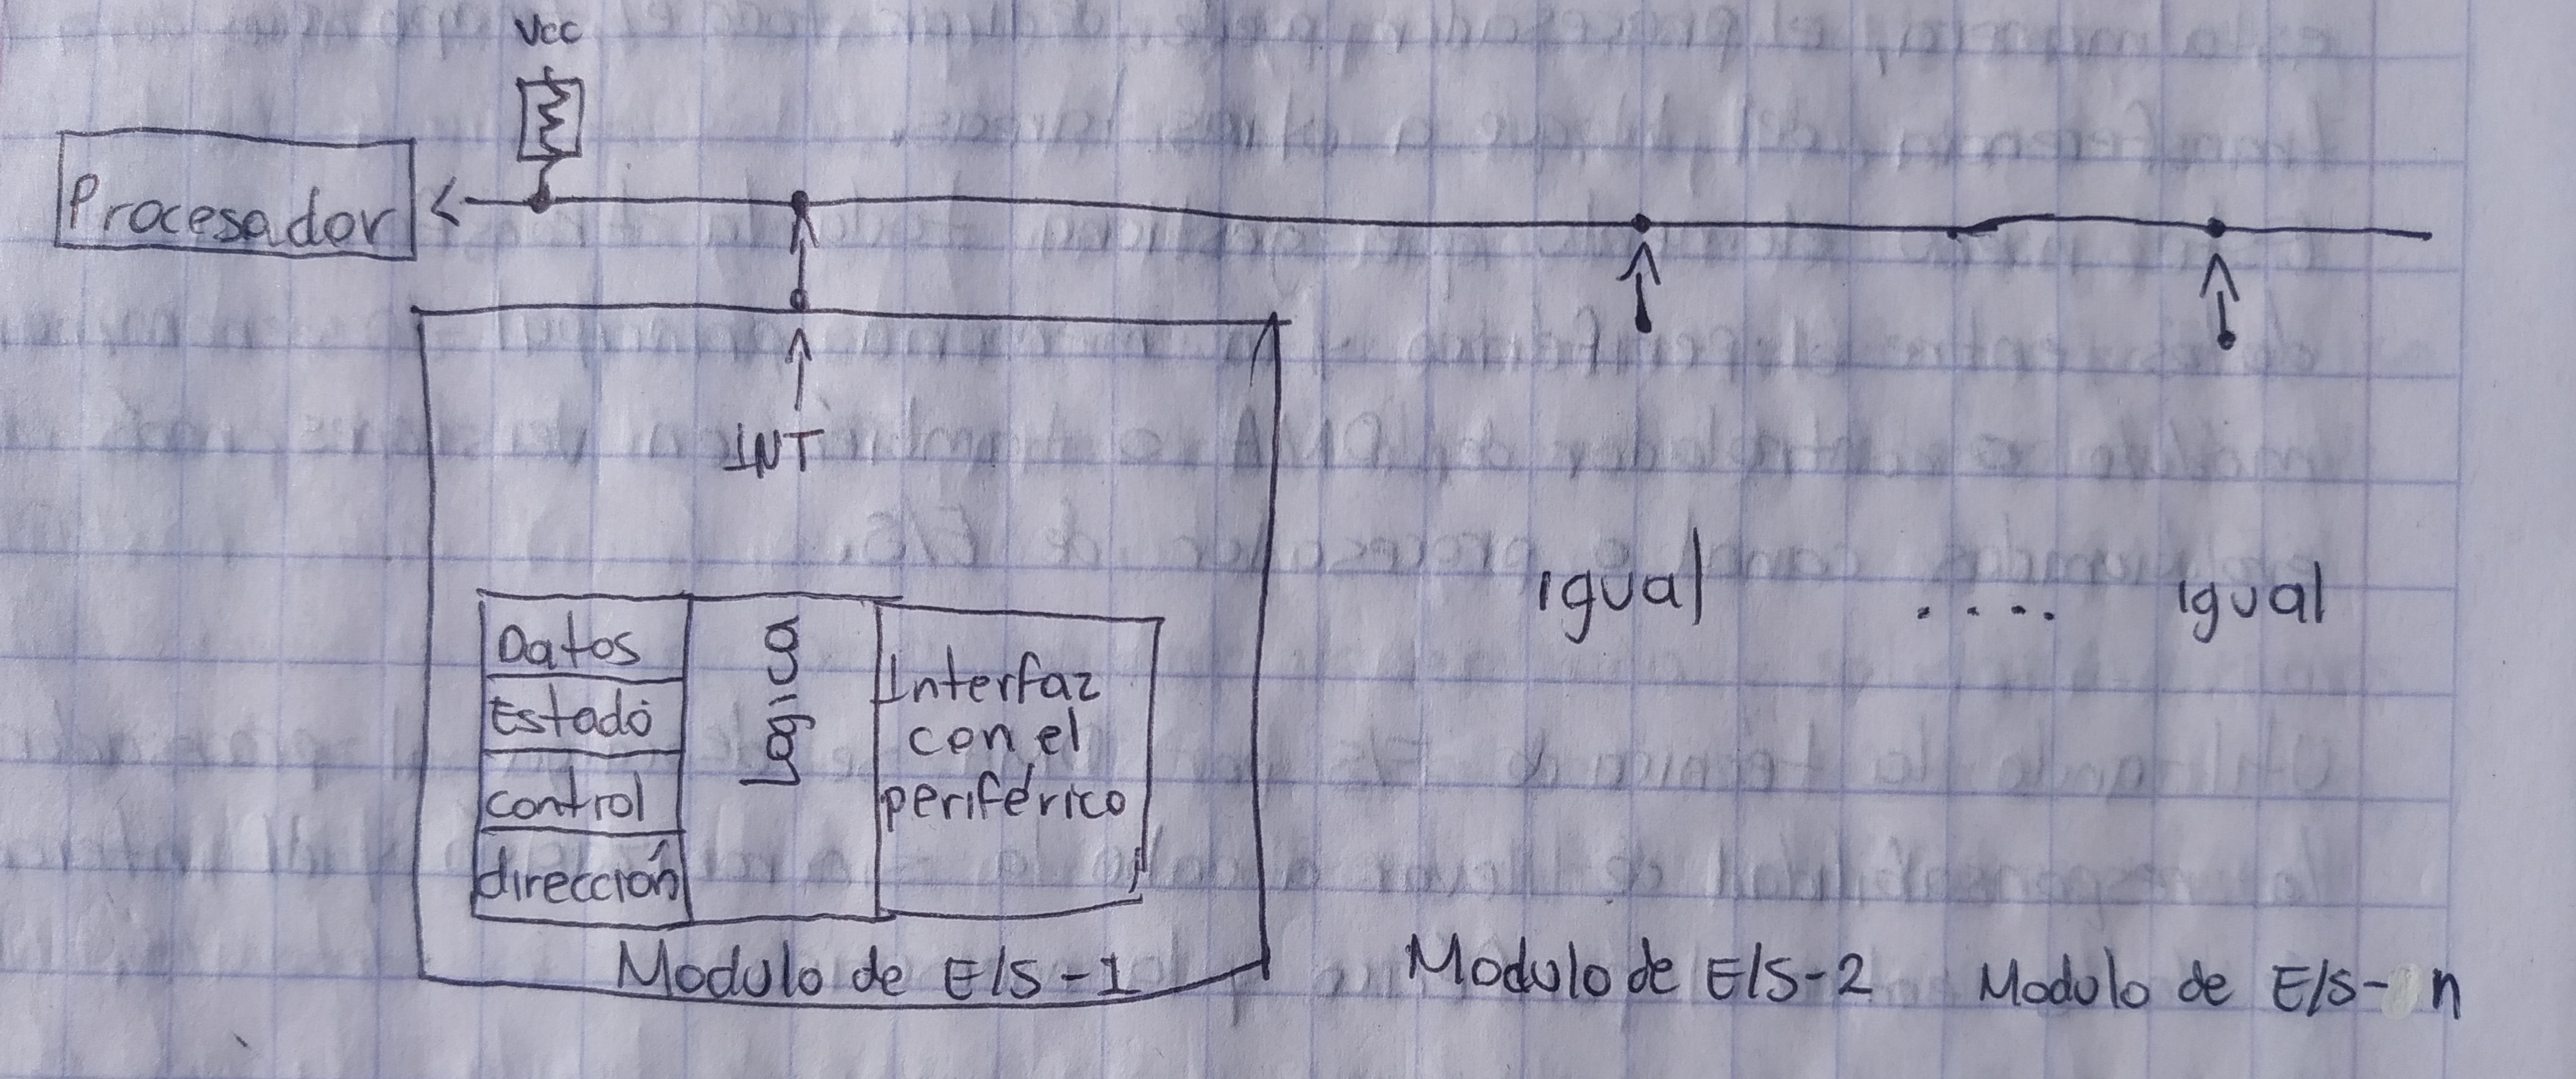 Vcc
Procesador
INT
Datos
Estado
control
dirección
Logica
Interfaz
con el
periférico
igual
....
igual
Modulo de E/S-1
Modulo de E/S-2
Modulo de E/S- n